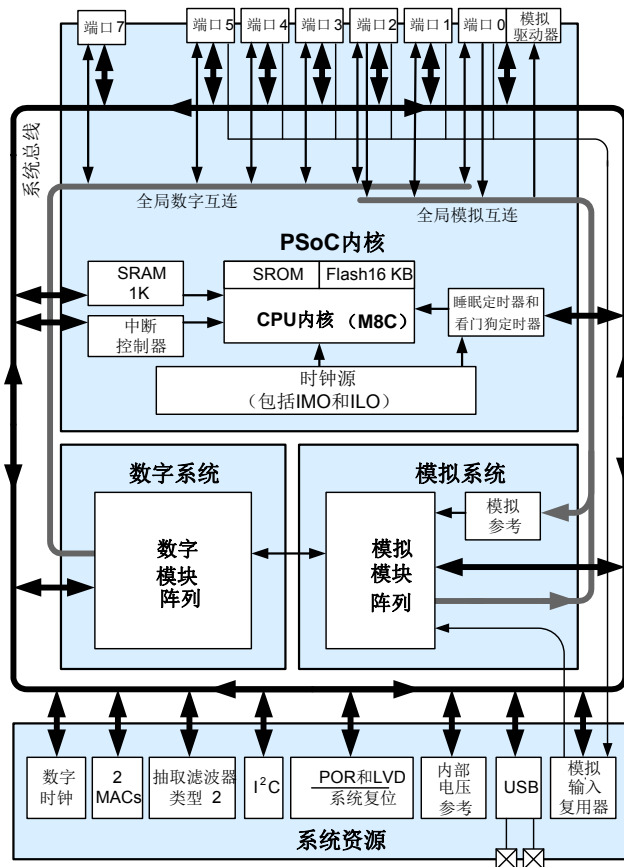 端口7
端口5
端口4
端口3
端口2
端口1
端口0
模拟
驱动器
系统总线
全局数字互连
全局模拟互连
PSoC内核
SRAM
1K
SROM
Flash16 KB
CPU内核（M8C）
中断
控制器
睡眠定时器和
看门狗定时器
时钟源
（包括IMO和ILO）
数字系统
模拟系统
数字
模块
阵列
模拟
模块
阵列
模拟
参考
数字
时钟
2
MACs
抽取滤波器
类型 2
I²C
POR和LVD
系统复位
内部
电压
参考
USB
模拟
输入
复用器
系统资源